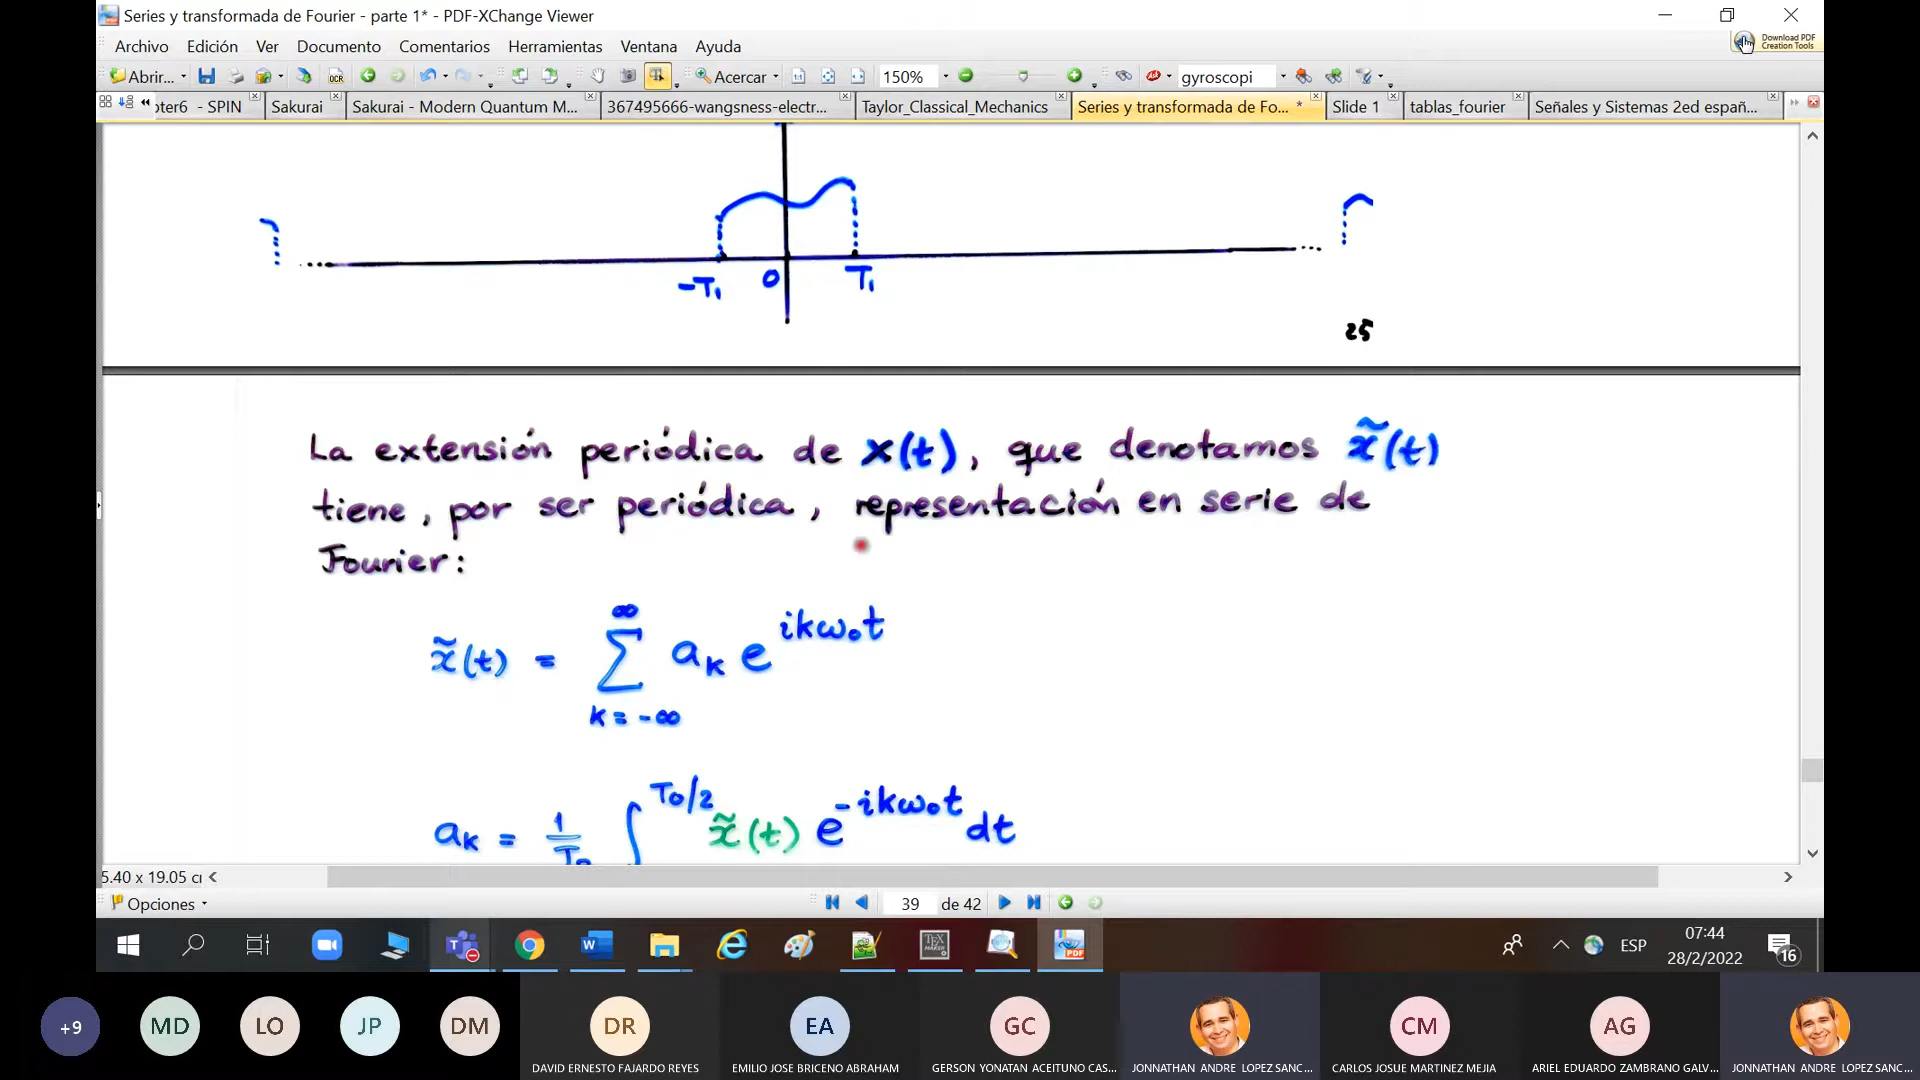 Series y transformada de Fourier - parte 1* - PDF-XChange Viewer
Archivo Edición Ver Documento Comentarios Herramientas Ventana Ayuda
Download PDF
Creation Tools
Abrir... OCR Acercar 150% gyroscopi
oter6 - SPIN Sakurai Sakurai - Modern Quantum M... 367495666-wangsness-electr... Taylor_Classical_Mechanics Series y transformada de Fo... * Slide 1 tablas_fourier Señales y Sistemas 2ed españ...
-T₁ 0 T₁
25
La extensión periódica de x(t), que denotamos x̃(t)
tiene, por ser periódica, representación en serie de
Fourier:
x̃(t) = ∑_{k=-∞}^{∞} a_k e^{ikω₀t}
a_k = 1/T₀ ∫^{T₀/2} x̃(t) e^{-ikω₀t} dt
5.40 x 19.05 c
Opciones 39 de 42
ESP 07:44
28/2/2022 16
+9 MD LO JP DM DR EA GC CM AG
DAVID ERNESTO FAJARDO REYES EMILIO JOSE BRICENO ABRAHAM GERSON YONATAN ACEITUNO CAS... JONNATHAN ANDRE LOPEZ SANC... CARLOS JOSUE MARTINEZ MEJIA ARIEL EDUARDO ZAMBRANO GALV... JONNATHAN ANDRE LOPEZ SANC...